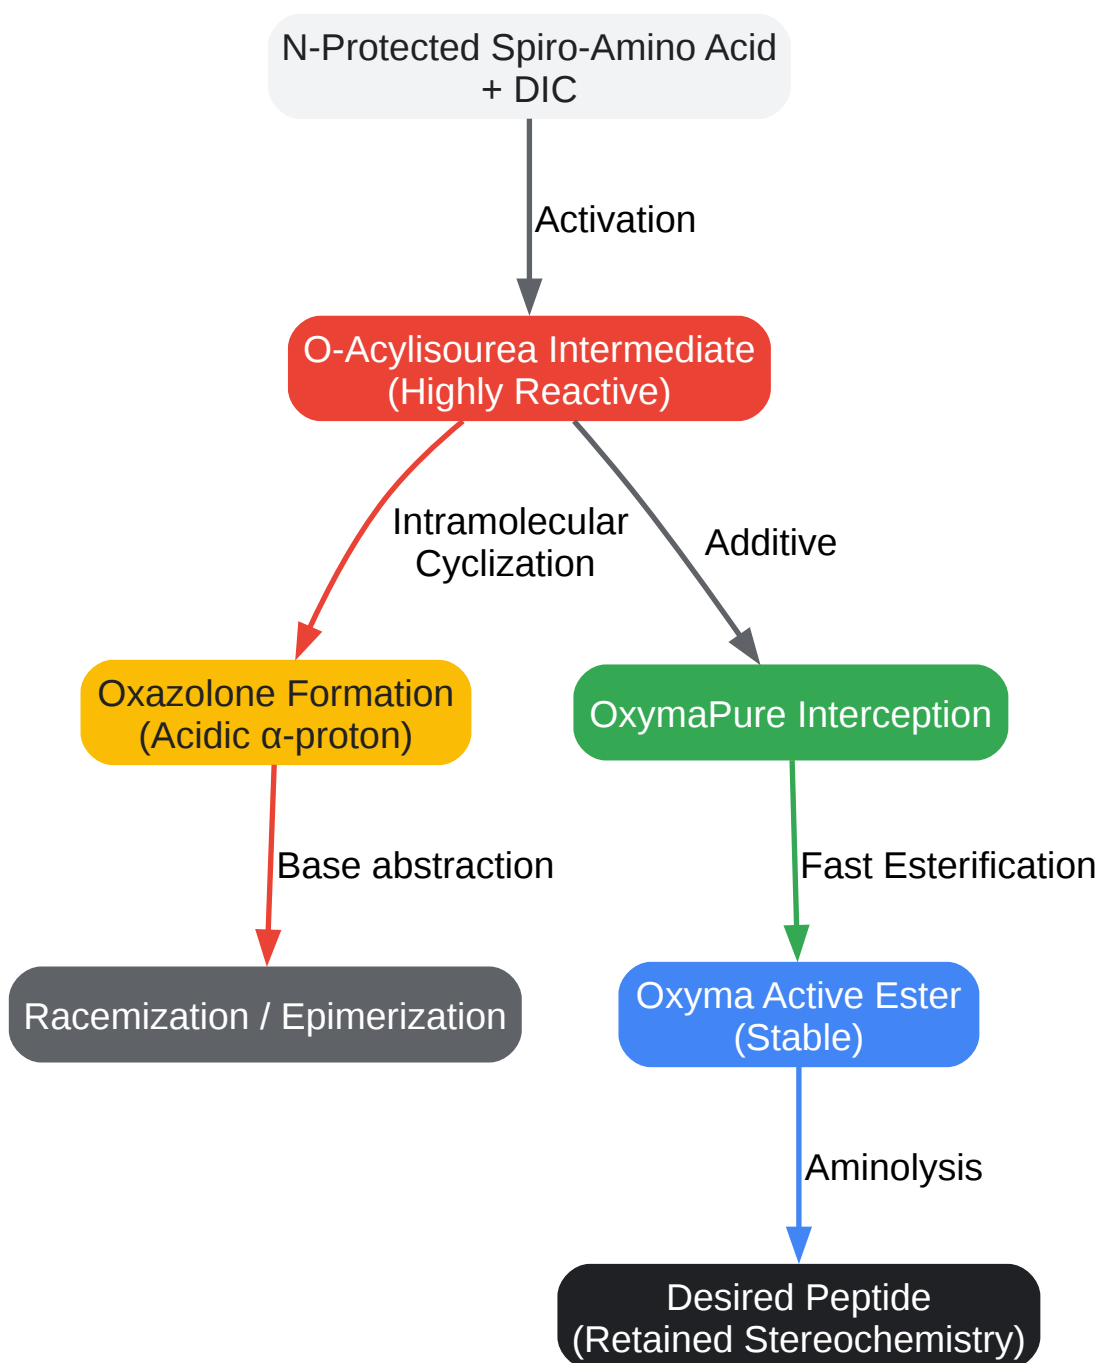 N-Protected Spiro-Amino Acid
+ DIC
Activation
O-Acylisourea Intermediate
(Highly Reactive)
Intramolecular
Cyclization
Additive
Oxazolone Formation
(Acidic α-proton)
OxymaPure Interception
Base abstraction
Fast Esterification
Racemization / Epimerization
Oxyma Active Ester
(Stable)
Aminolysis
Desired Peptide
(Retained Stereochemistry)